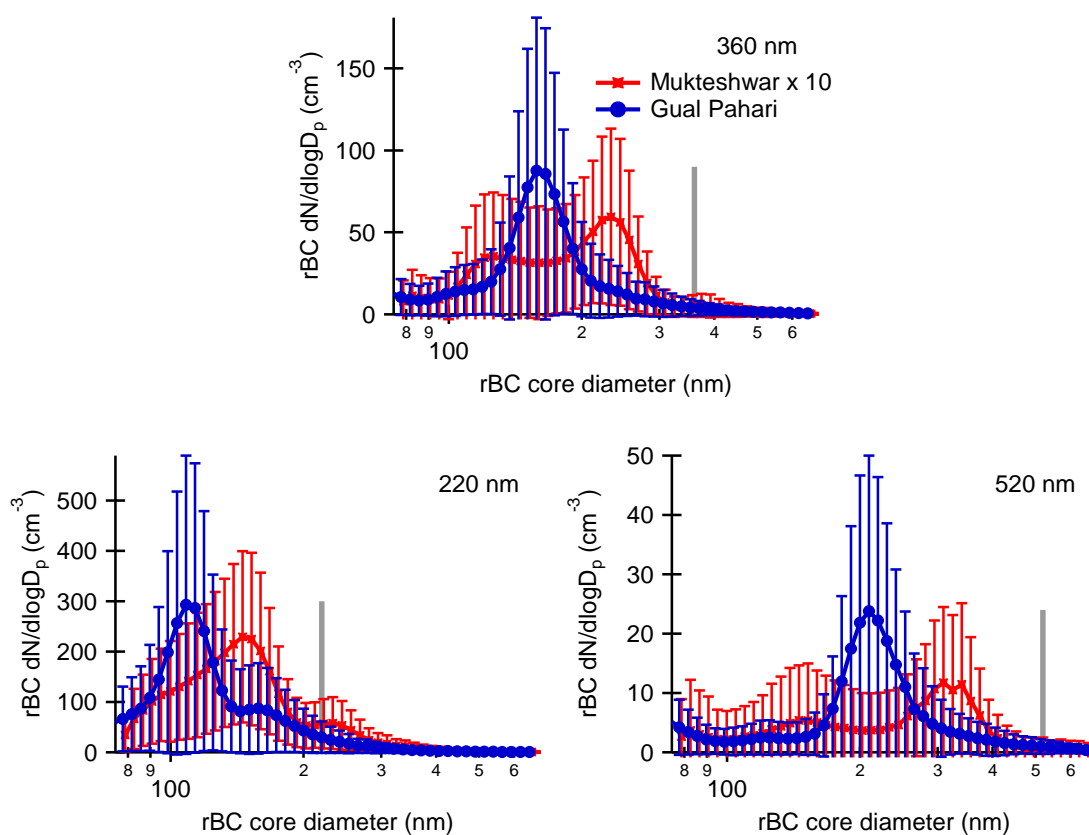 360 nm
Mukteshwar x 10
Gual Pahari
rBC dN/dlogDp (cm-3)
150
100
50
0
8 9 2 3 4 5 6
100
rBC core diameter (nm)
220 nm
rBC dN/dlogDp (cm-3)
500
400
300
200
100
0
8 9 2 3 4 5 6
100
rBC core diameter (nm)
520 nm
rBC dN/dlogDp (cm-3)
50
40
30
20
10
0
8 9 2 3 4 5 6
100
rBC core diameter (nm)